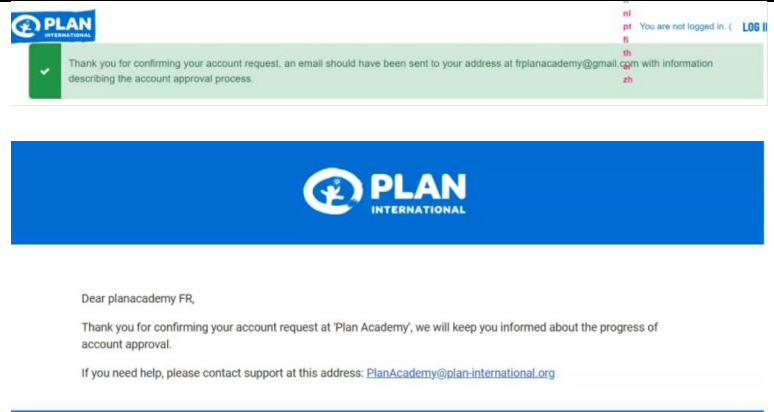 PLAN
INTERNATIONAL
nl
pt
fi
th
zh
You are not logged in. (
LOG
Thank you for confirming your account request, an email should have been sent to your address at frplanacademy@gmail.com with information
describing the account approval process.
PLAN
INTERNATIONAL
Dear planacademy FR,
Thank you for confirming your account request at 'Plan Academy', we will keep you informed about the progress of
account approval.
If you need help, please contact support at this address: PlanAcademy@plan-international.org